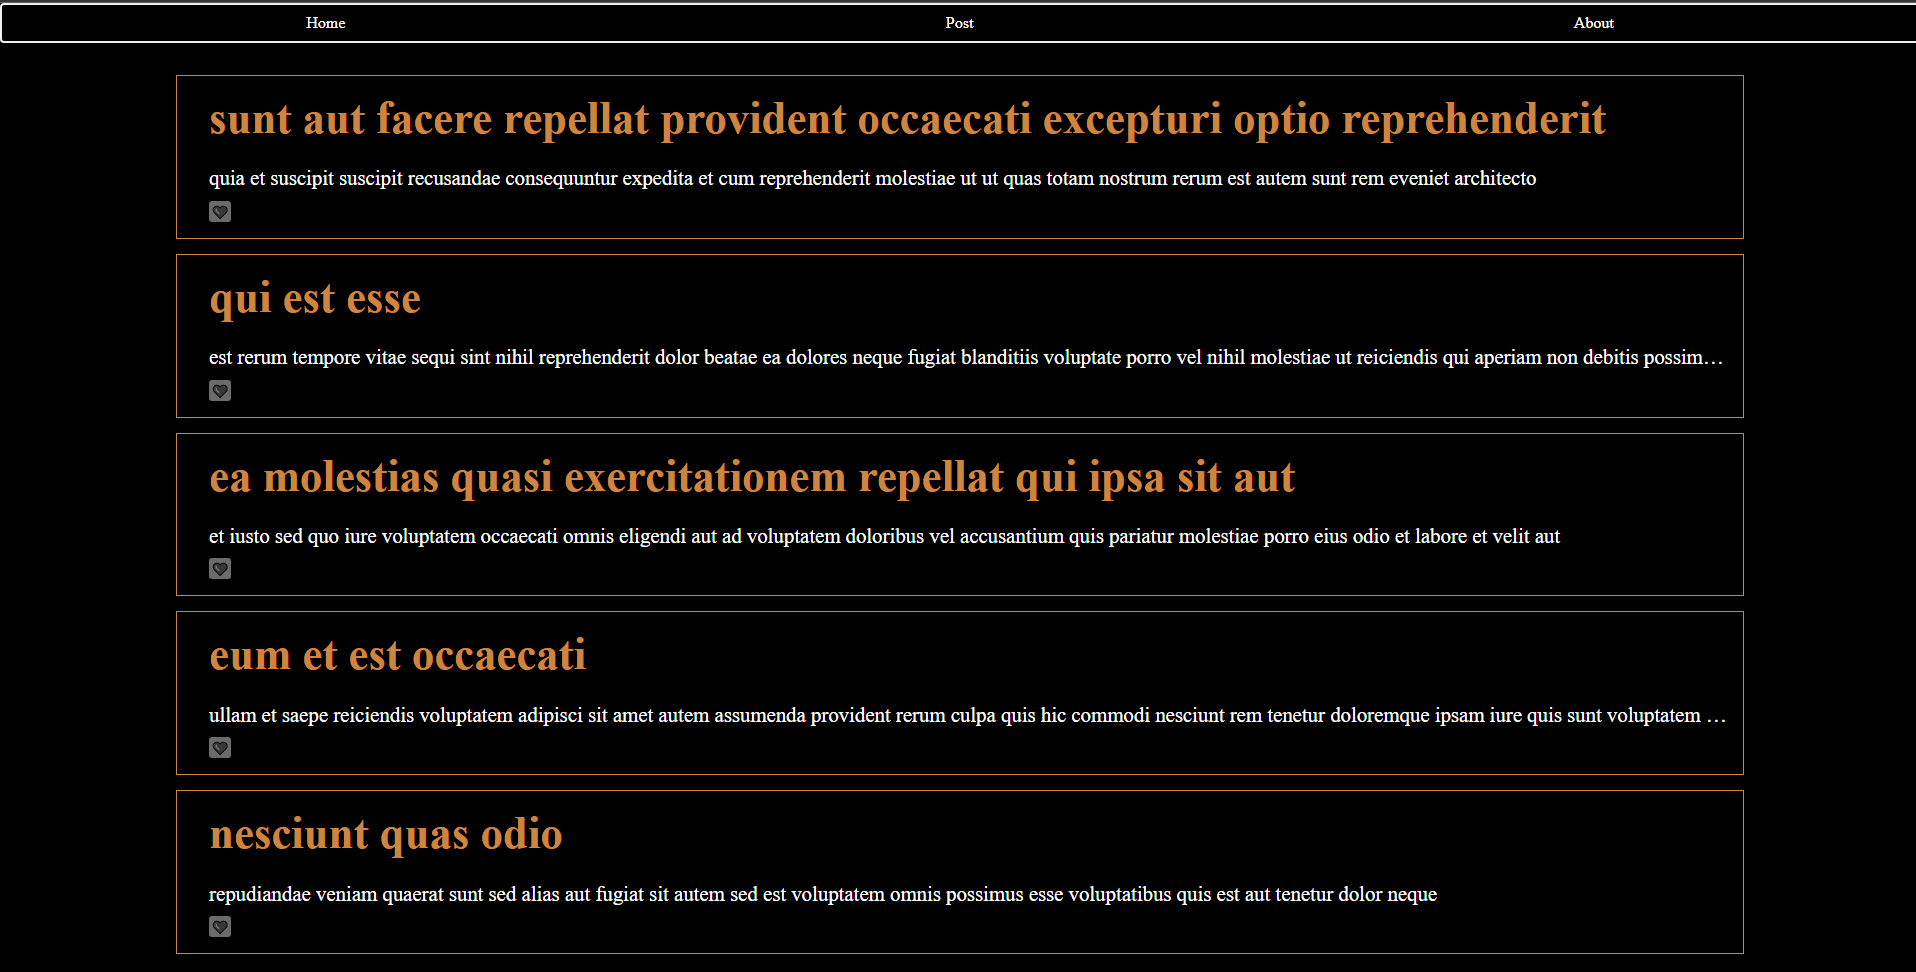 Home Post About
sunt aut facere repellat provident occaecati excepturi optio reprehenderit
quia et suscipit suscipit recusandae consequuntur expedita et cum reprehenderit molestiae ut ut quas totam nostrum rerum est autem sunt rem eveniet architecto
qui est esse
est rerum tempore vitae sequi sint nihil reprehenderit dolor beatae ea dolores neque fugiat blanditiis voluptate porro vel nihil molestiae ut reiciendis qui aperiam non debitis possim…
ea molestias quasi exercitationem repellat qui ipsa sit aut
et iusto sed quo iure voluptatem occaecati omnis eligendi aut ad voluptatem doloribus vel accusantium quis pariatur molestiae porro eius odio et labore et velit aut
eum et est occaecati
ullam et saepe reiciendis voluptatem adipisci sit amet autem assumenda provident rerum culpa quis hic commodi nesciunt rem tenetur doloremque ipsam iure quis sunt voluptatem …
nesciunt quas odio
repudiandae veniam quaerat sunt sed alias aut fugiat sit autem sed est voluptatem omnis possimus esse voluptatibus quis est aut tenetur dolor neque